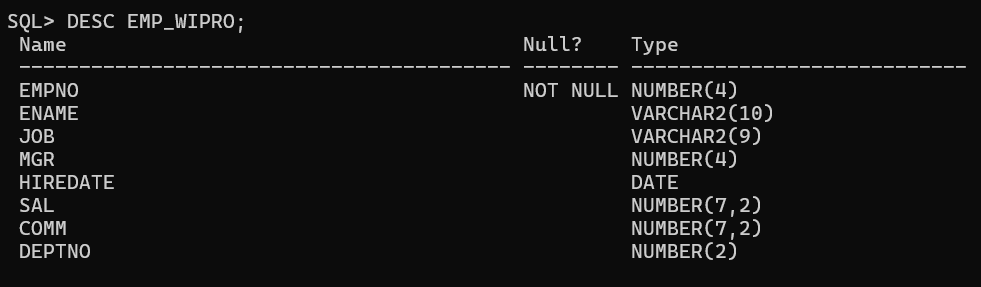 SQL> DESC EMP_WIPRO;
 Name                                      Null?    Type
 ----------------------------------------- -------- ----------------------------
 EMPNO                                     NOT NULL NUMBER(4)
 ENAME                                              VARCHAR2(10)
 JOB                                                VARCHAR2(9)
 MGR                                                NUMBER(4)
 HIREDATE                                           DATE
 SAL                                                NUMBER(7,2)
 COMM                                               NUMBER(7,2)
 DEPTNO                                             NUMBER(2)